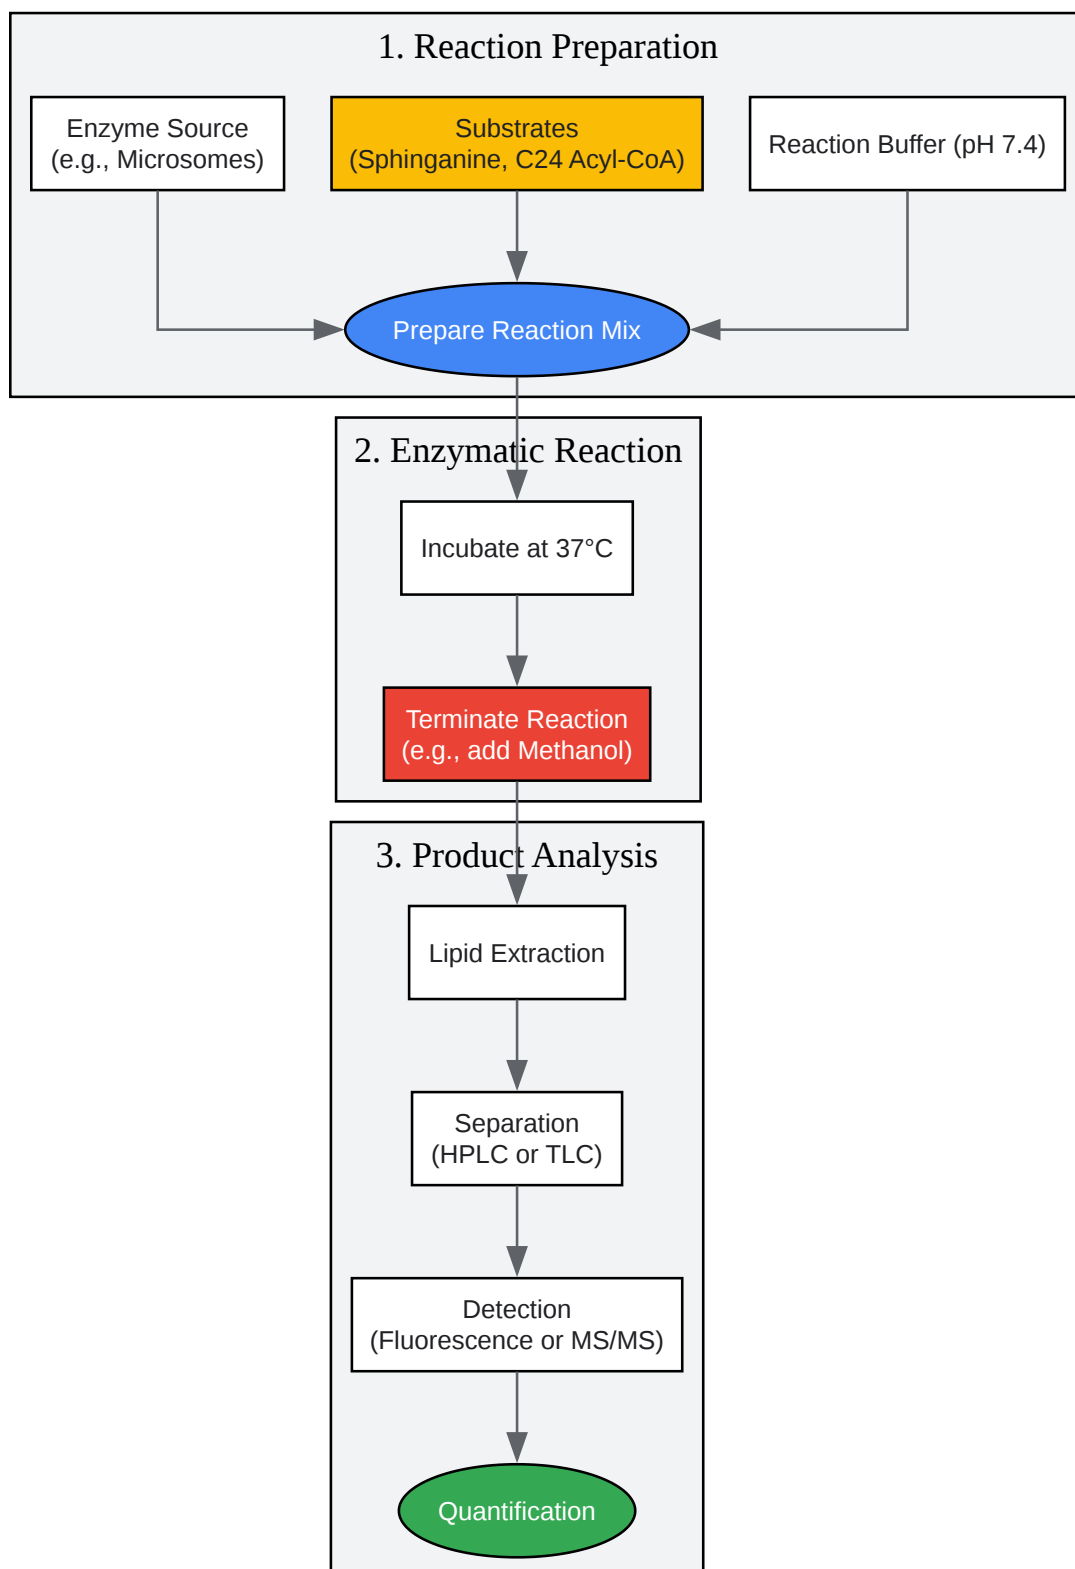 1. Reaction Preparation
Enzyme Source
(e.g., Microsomes)
Substrates
(Sphinganine, C24 Acyl-CoA)
Reaction Buffer (pH 7.4)
Prepare Reaction Mix
2. Enzymatic Reaction
Incubate at 37°C
Terminate Reaction
(e.g., add Methanol)
3. Product Analysis
Lipid Extraction
Separation
(HPLC or TLC)
Detection
(Fluorescence or MS/MS)
Quantification